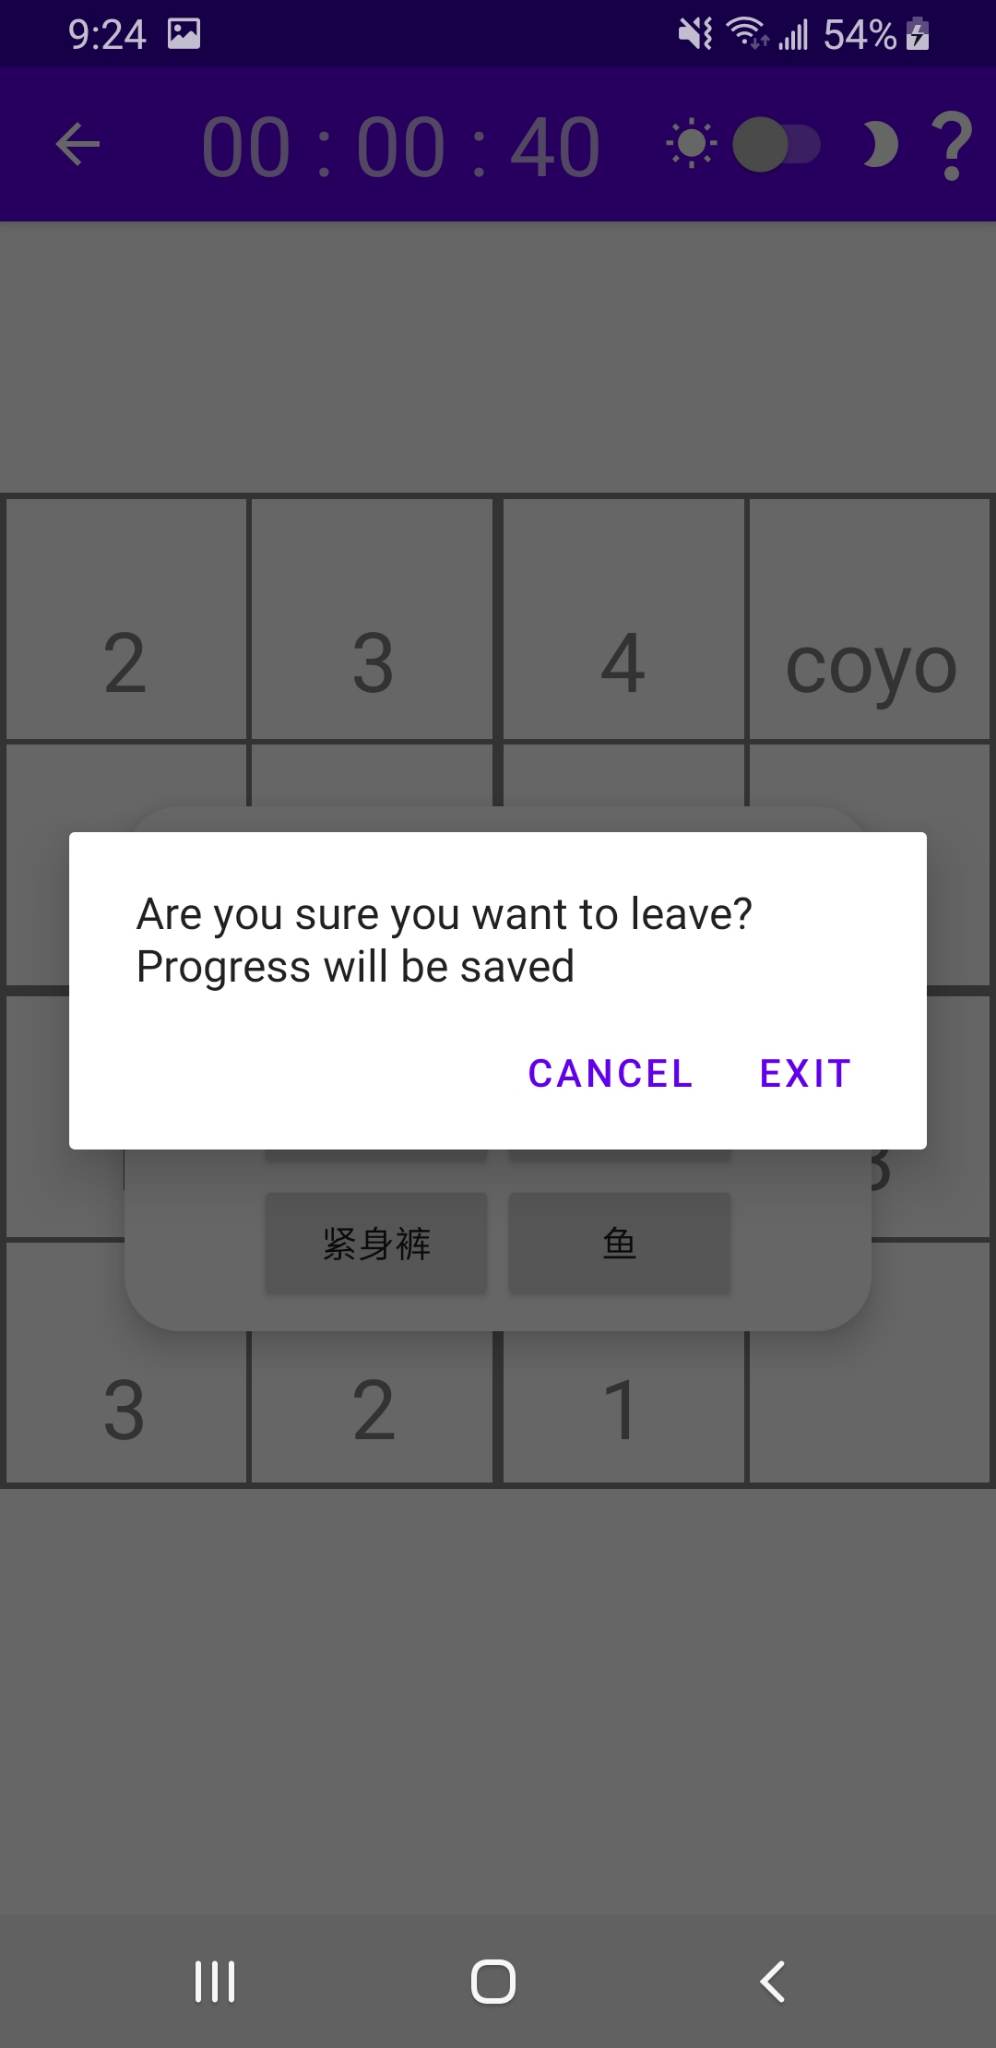 9:24 54%
00 : 00 : 40 ?
2 3 4 coyo
Are you sure you want to leave?
Progress will be saved
CANCEL EXIT
3
紧身裤 鱼
3 2 1